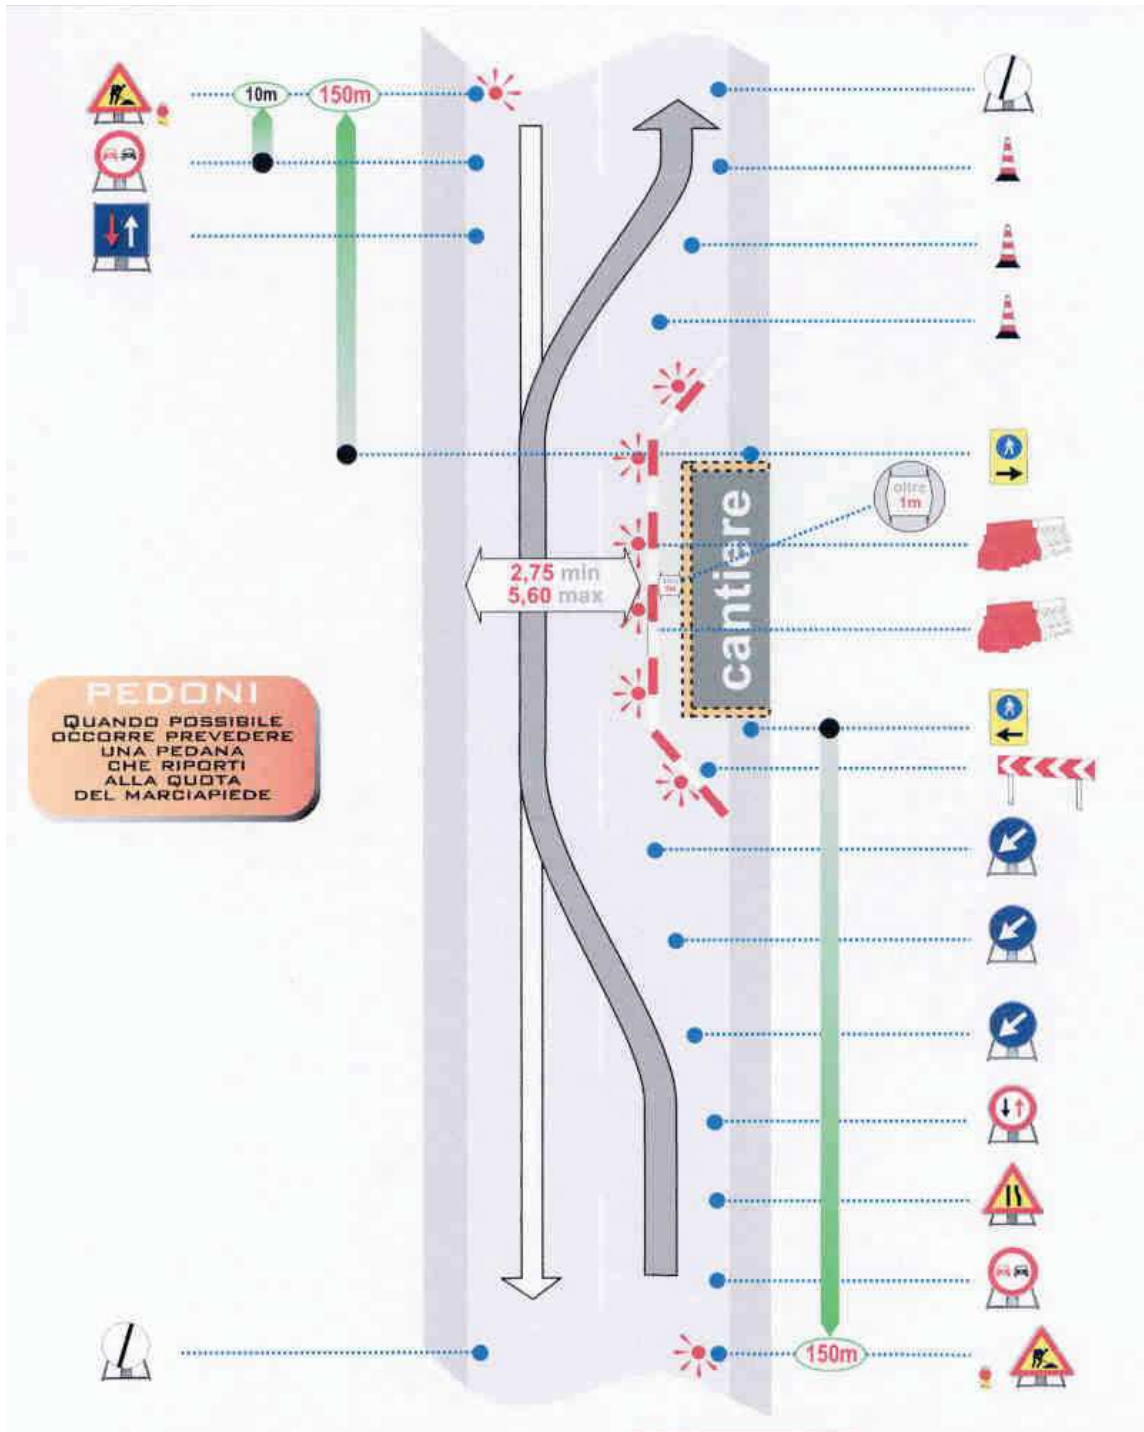 10m
150m
oltre
1m
2,75 min
5,60 max
cantiere
PEDONI
QUANDO POSSIBILE
OCCORRE PREVEDERE
UNA PEDANA
CHE RIPORTI
ALLA QUOTA
DEL MARCIAPIEDE
150m